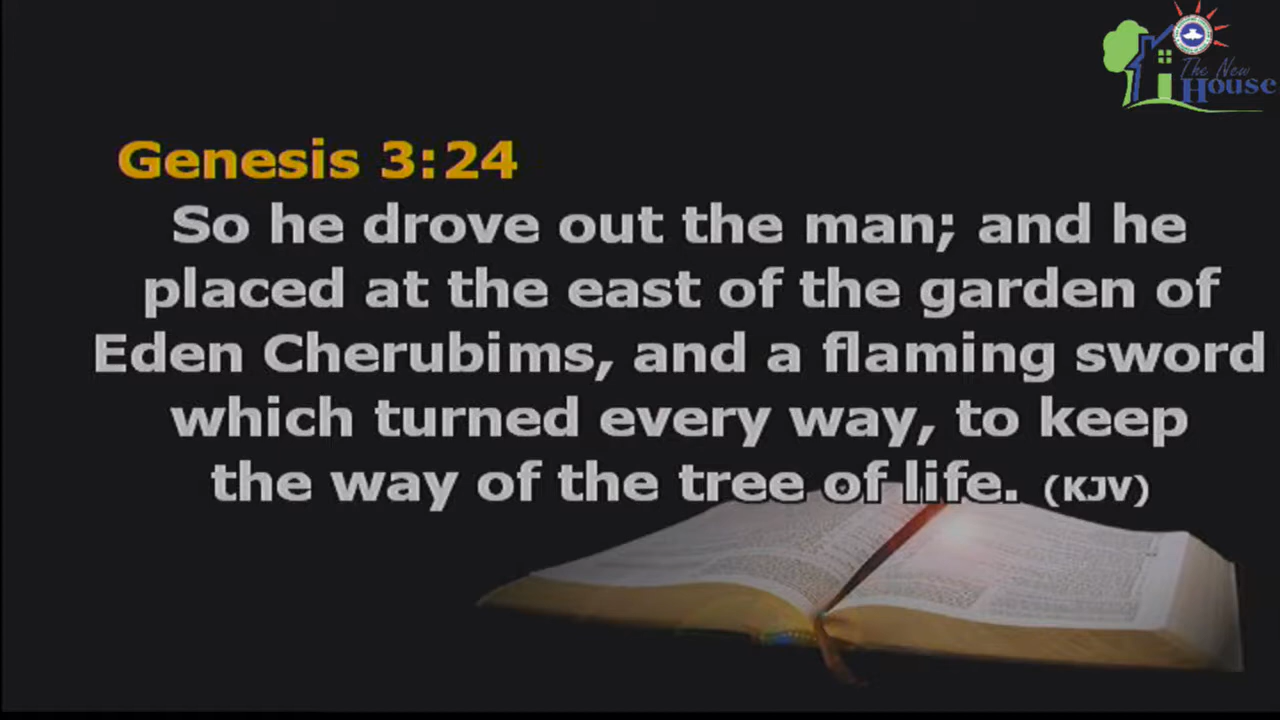 The New
House
Genesis 3:24
So he drove out the man; and he
placed at the east of the garden of
Eden Cherubims, and a flaming sword
which turned every way, to keep
the way of the tree of life. (KJV)